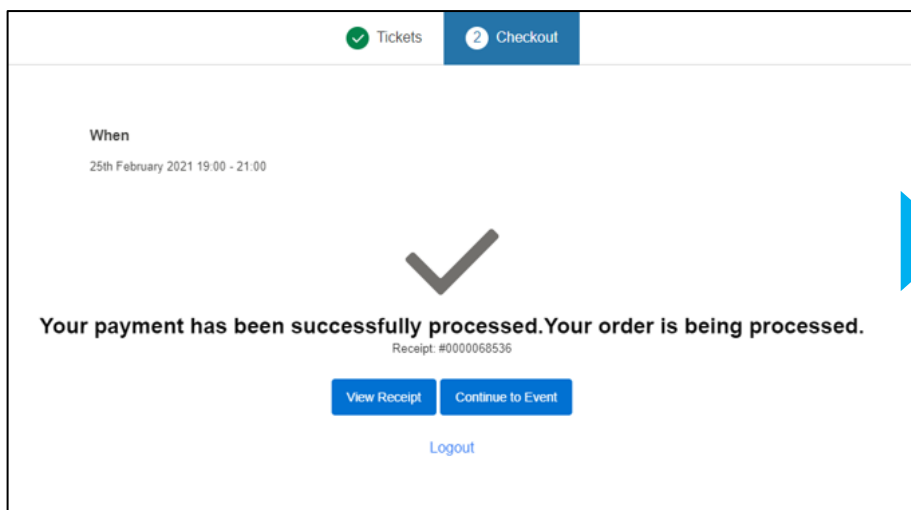 Tickets
2 Checkout
When
25th February 2021 19:00 - 21:00
Your payment has been successfully processed.Your order is being processed.
Receipt: #0000068536
View Receipt Continue to Event
Logout